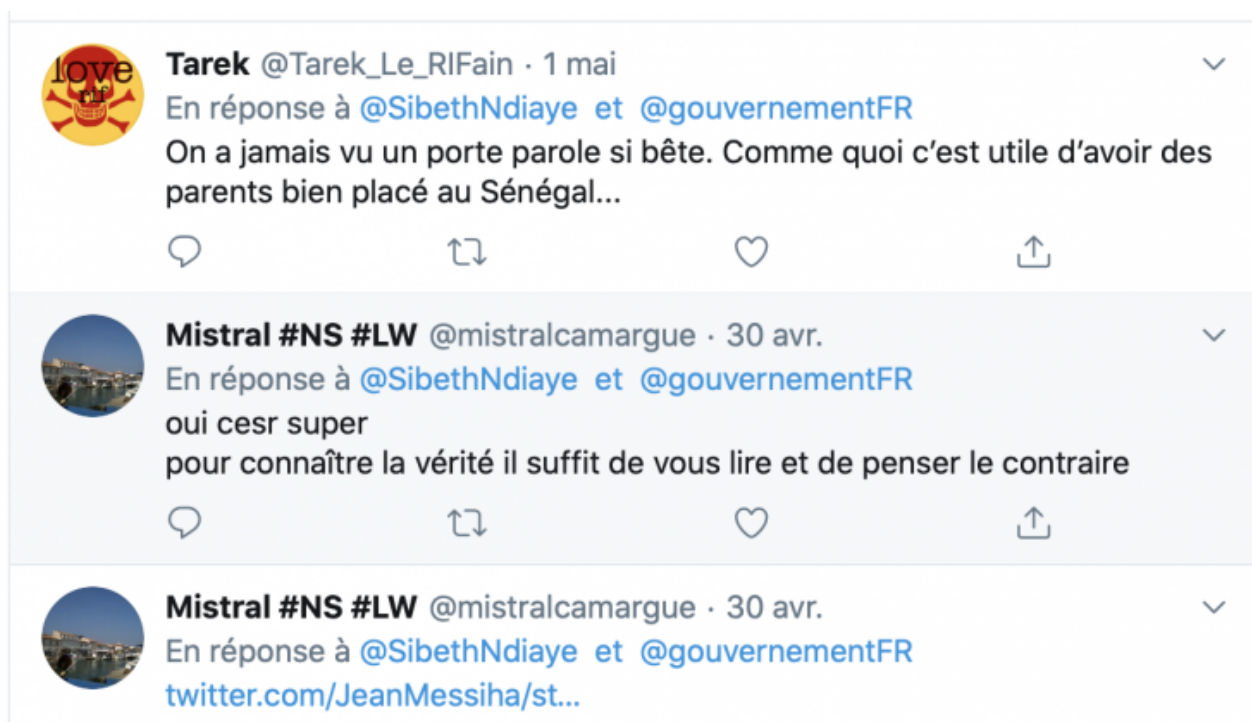 love
rif
Tarek @Tarek_Le_RIFain · 1 mai
En réponse à @SibethNdiaye et @gouvernementFR
On a jamais vu un porte parole si bête. Comme quoi c’est utile d’avoir des
parents bien placé au Sénégal...
Mistral #NS #LW @mistralcamargue · 30 avr.
En réponse à @SibethNdiaye et @gouvernementFR
oui cesr super
pour connaître la vérité il suffit de vous lire et de penser le contraire
Mistral #NS #LW @mistralcamargue · 30 avr.
En réponse à @SibethNdiaye et @gouvernementFR
twitter.com/JeanMessiha/st...